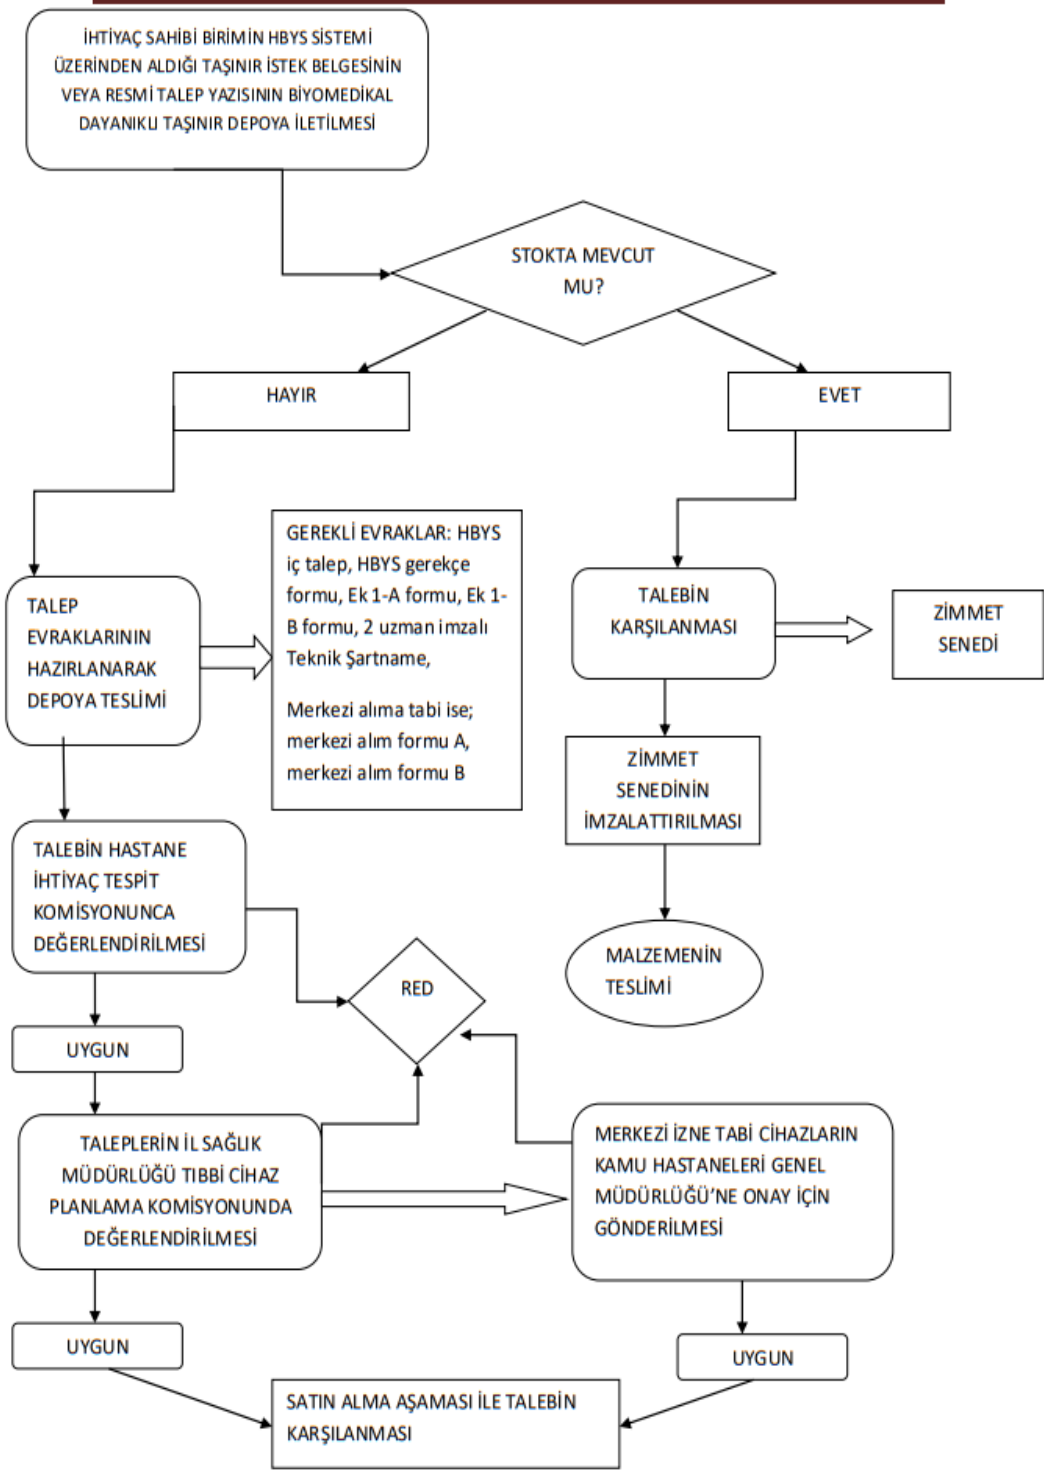 İHTİYAÇ SAHİBİ BİRİMİN HBYS SİSTEMİ
ÜZERİNDEN ALDIĞI TAŞINIR İSTEK BELGESİNİN
VEYA RESMİ TALEP YAZISININ BİYOMEDİKAL
DAYANIKLI TAŞINIR DEPOYA İLETİLMESİ
STOKTA MEVCUT
MU?
HAYIR
EVET
GEREKLİ EVRAKLAR: HBYS
iç talep, HBYS gerekçe
formu, Ek 1-A formu, Ek 1-
B formu, 2 uzman imzalı
Teknik Şartname,
Merkezi alıma tabi ise;
merkezi alım formu A,
merkezi alım formu B
TALEP
EVRAKLARININ
HAZIRLANARAK
DEPOYA TESLİMİ
TALEBİN
KARŞILANMASI
ZİMMET
SENEDİ
ZİMMET
SENEDİNİN
İMZALATTIRILMASI
TALEBİN HASTANE
İHTİYAÇ TESPİT
KOMİSYONUNCA
DEĞERLENDİRİLMESİ
MALZEMENİN
TESLİMİ
RED
UYGUN
TALEPLERİN İL SAĞLIK
MÜDÜRLÜĞÜ TIBBİ CİHAZ
PLANLAMA KOMİSYONUNDA
DEĞERLENDİRİLMESİ
MERKEZİ İZNE TABİ CİHAZLARIN
KAMU HASTANELERİ GENEL
MÜDÜRLÜĞÜ'NE ONAY İÇİN
GÖNDERİLMESİ
UYGUN
UYGUN
SATIN ALMA AŞAMASI İLE TALEBİN
KARŞILANMASI